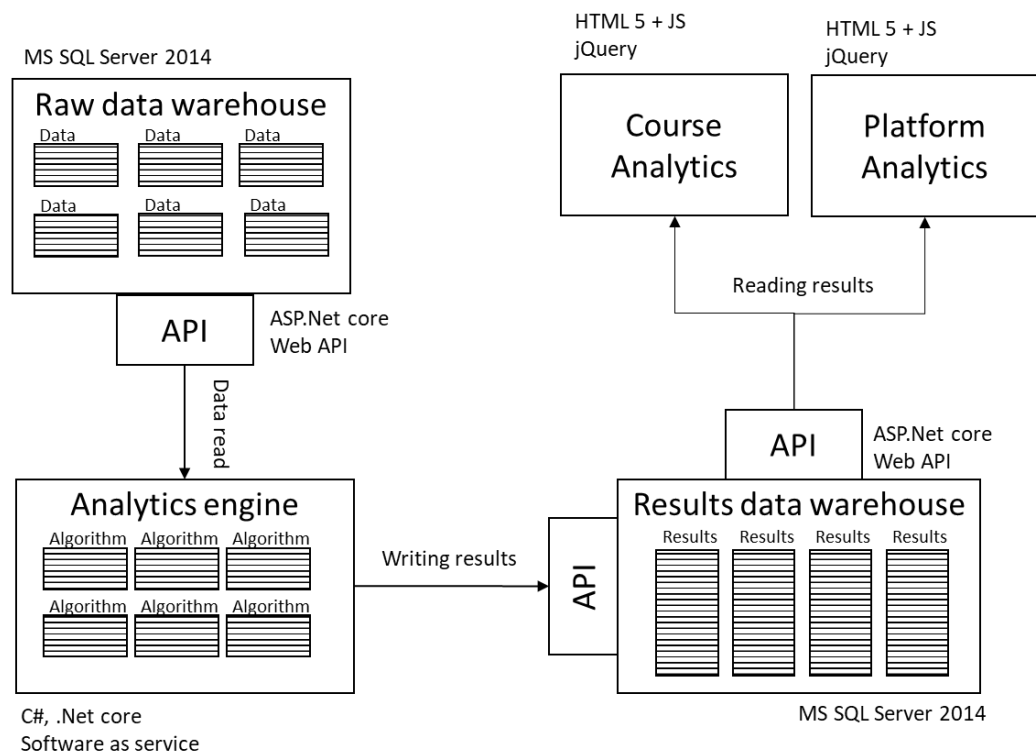 MS SQL Server 2014
Raw data warehouse
Data Data Data
Data Data Data
API
ASP.Net core
Web API
Data read
Analytics engine
Algorithm Algorithm Algorithm
Algorithm Algorithm Algorithm
C#, .Net core
Software as service
Writing results
HTML 5 + JS
jQuery
Course
Analytics
HTML 5 + JS
jQuery
Platform
Analytics
Reading results
API
ASP.Net core
Web API
API
Results data warehouse
Results Results Results Results
MS SQL Server 2014